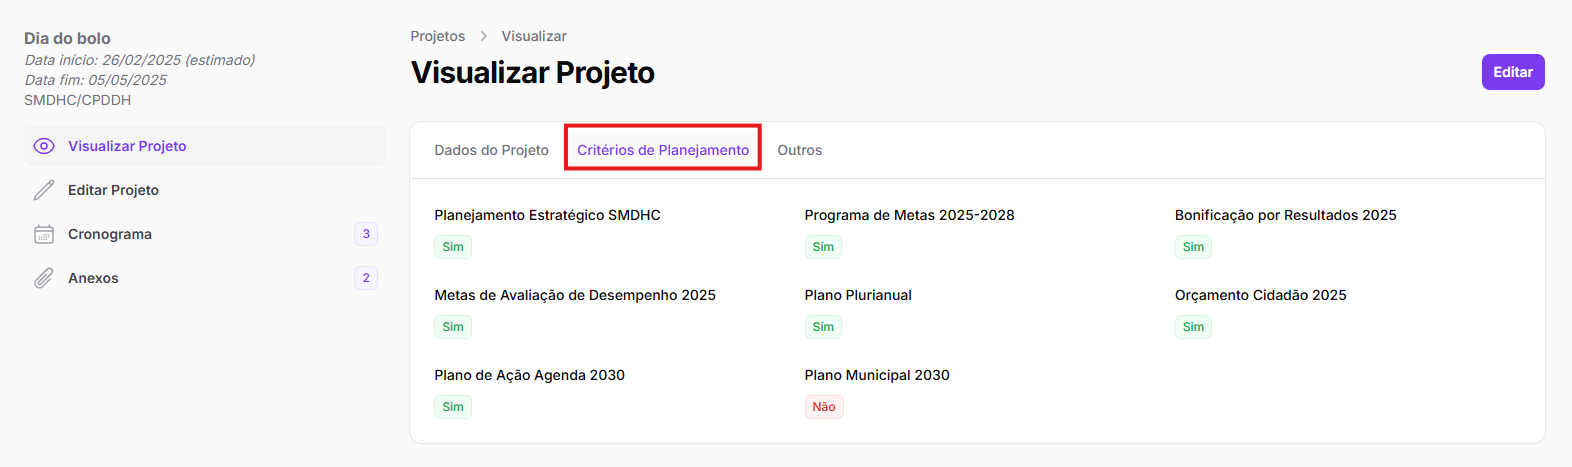 Dia do bolo
Data início: 26/02/2025 (estimado)
Data fim: 05/05/2025
SMDHC/CPDDH
Visualizar Projeto
Editar Projeto
Cronograma 3
Anexos 2
Projetos > Visualizar
Visualizar Projeto
Editar
Dados do Projeto Critérios de Planejamento Outros
Planejamento Estratégico SMDHC Programa de Metas 2025-2028 Bonificação por Resultados 2025
Sim Sim Sim
Metas de Avaliação de Desempenho 2025 Plano Plurianual Orçamento Cidadão 2025
Sim Sim Sim
Plano de Ação Agenda 2030 Plano Municipal 2030
Sim Não